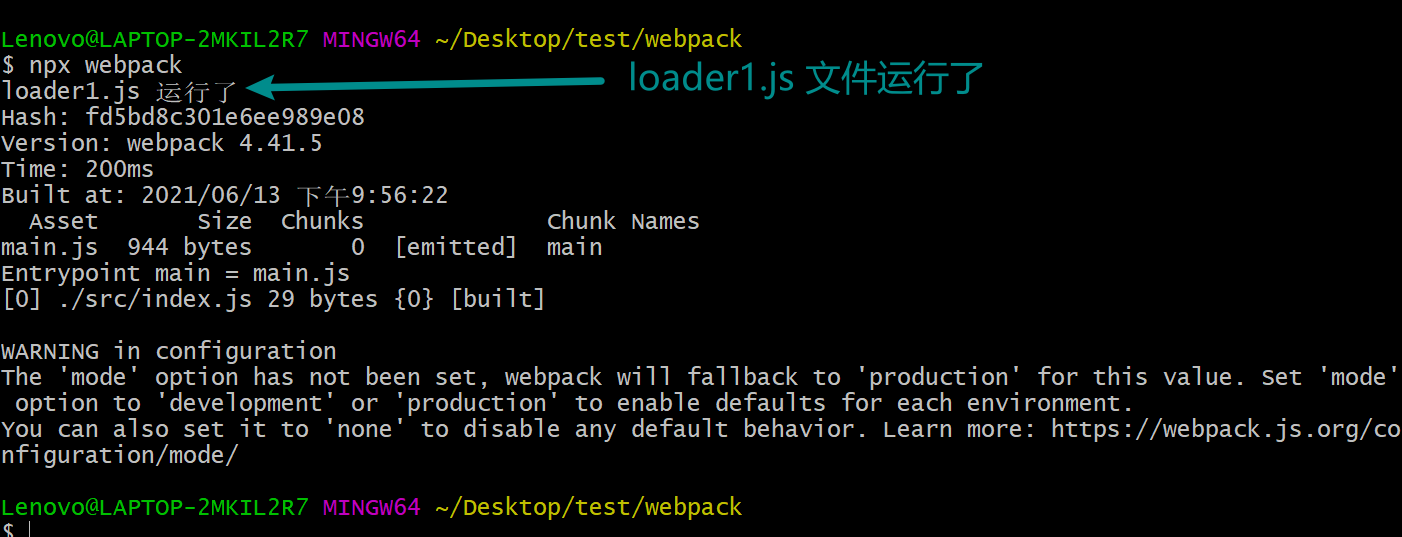 Lenovo@LAPTOP-2MKIL2R7 MINGW64 ~/Desktop/test/webpack
$ npx webpack
loader1.js 运行了
loader1.js 文件运行了
Hash: fd5bd8c301e6ee989e08
Version: webpack 4.41.5
Time: 200ms
Built at: 2021/06/13 下午9:56:22
  Asset       Size  Chunks             Chunk Names
main.js  944 bytes       0  [emitted]  main
Entrypoint main = main.js
[0] ./src/index.js 29 bytes {0} [built]

WARNING in configuration
The 'mode' option has not been set, webpack will fallback to 'production' for this value. Set 'mode'
 option to 'development' or 'production' to enable defaults for each environment.
You can also set it to 'none' to disable any default behavior. Learn more: https://webpack.js.org/co
nfiguration/mode/

Lenovo@LAPTOP-2MKIL2R7 MINGW64 ~/Desktop/test/webpack
$